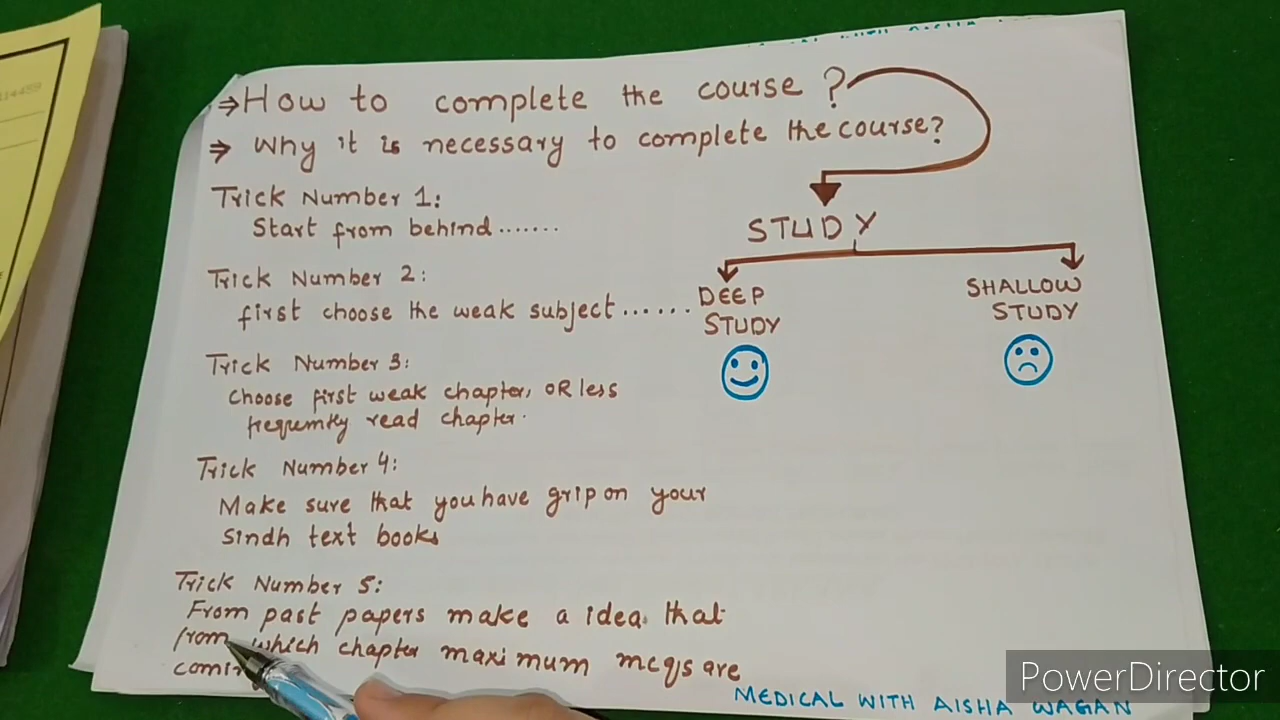 ⇒ How to complete the course ?
⇒ Why it is necessary to complete the course?
Trick Number 1:
Start from behind.......
Trick Number 2:
first choose the weak subject......
Trick Number 3:
Choose first weak chapter, OR less
frequmtly read chapter.
Trick Number 4:
Make sure that you have grip on your
Sindh text books
Trick Number 5:
From past papers make a idea that
from which chapter maximum mcqs are
STUDY
DEEP
STUDY
SHALLOW
STUDY
MEDICAL WITH AISHA WAGAN
PowerDirector